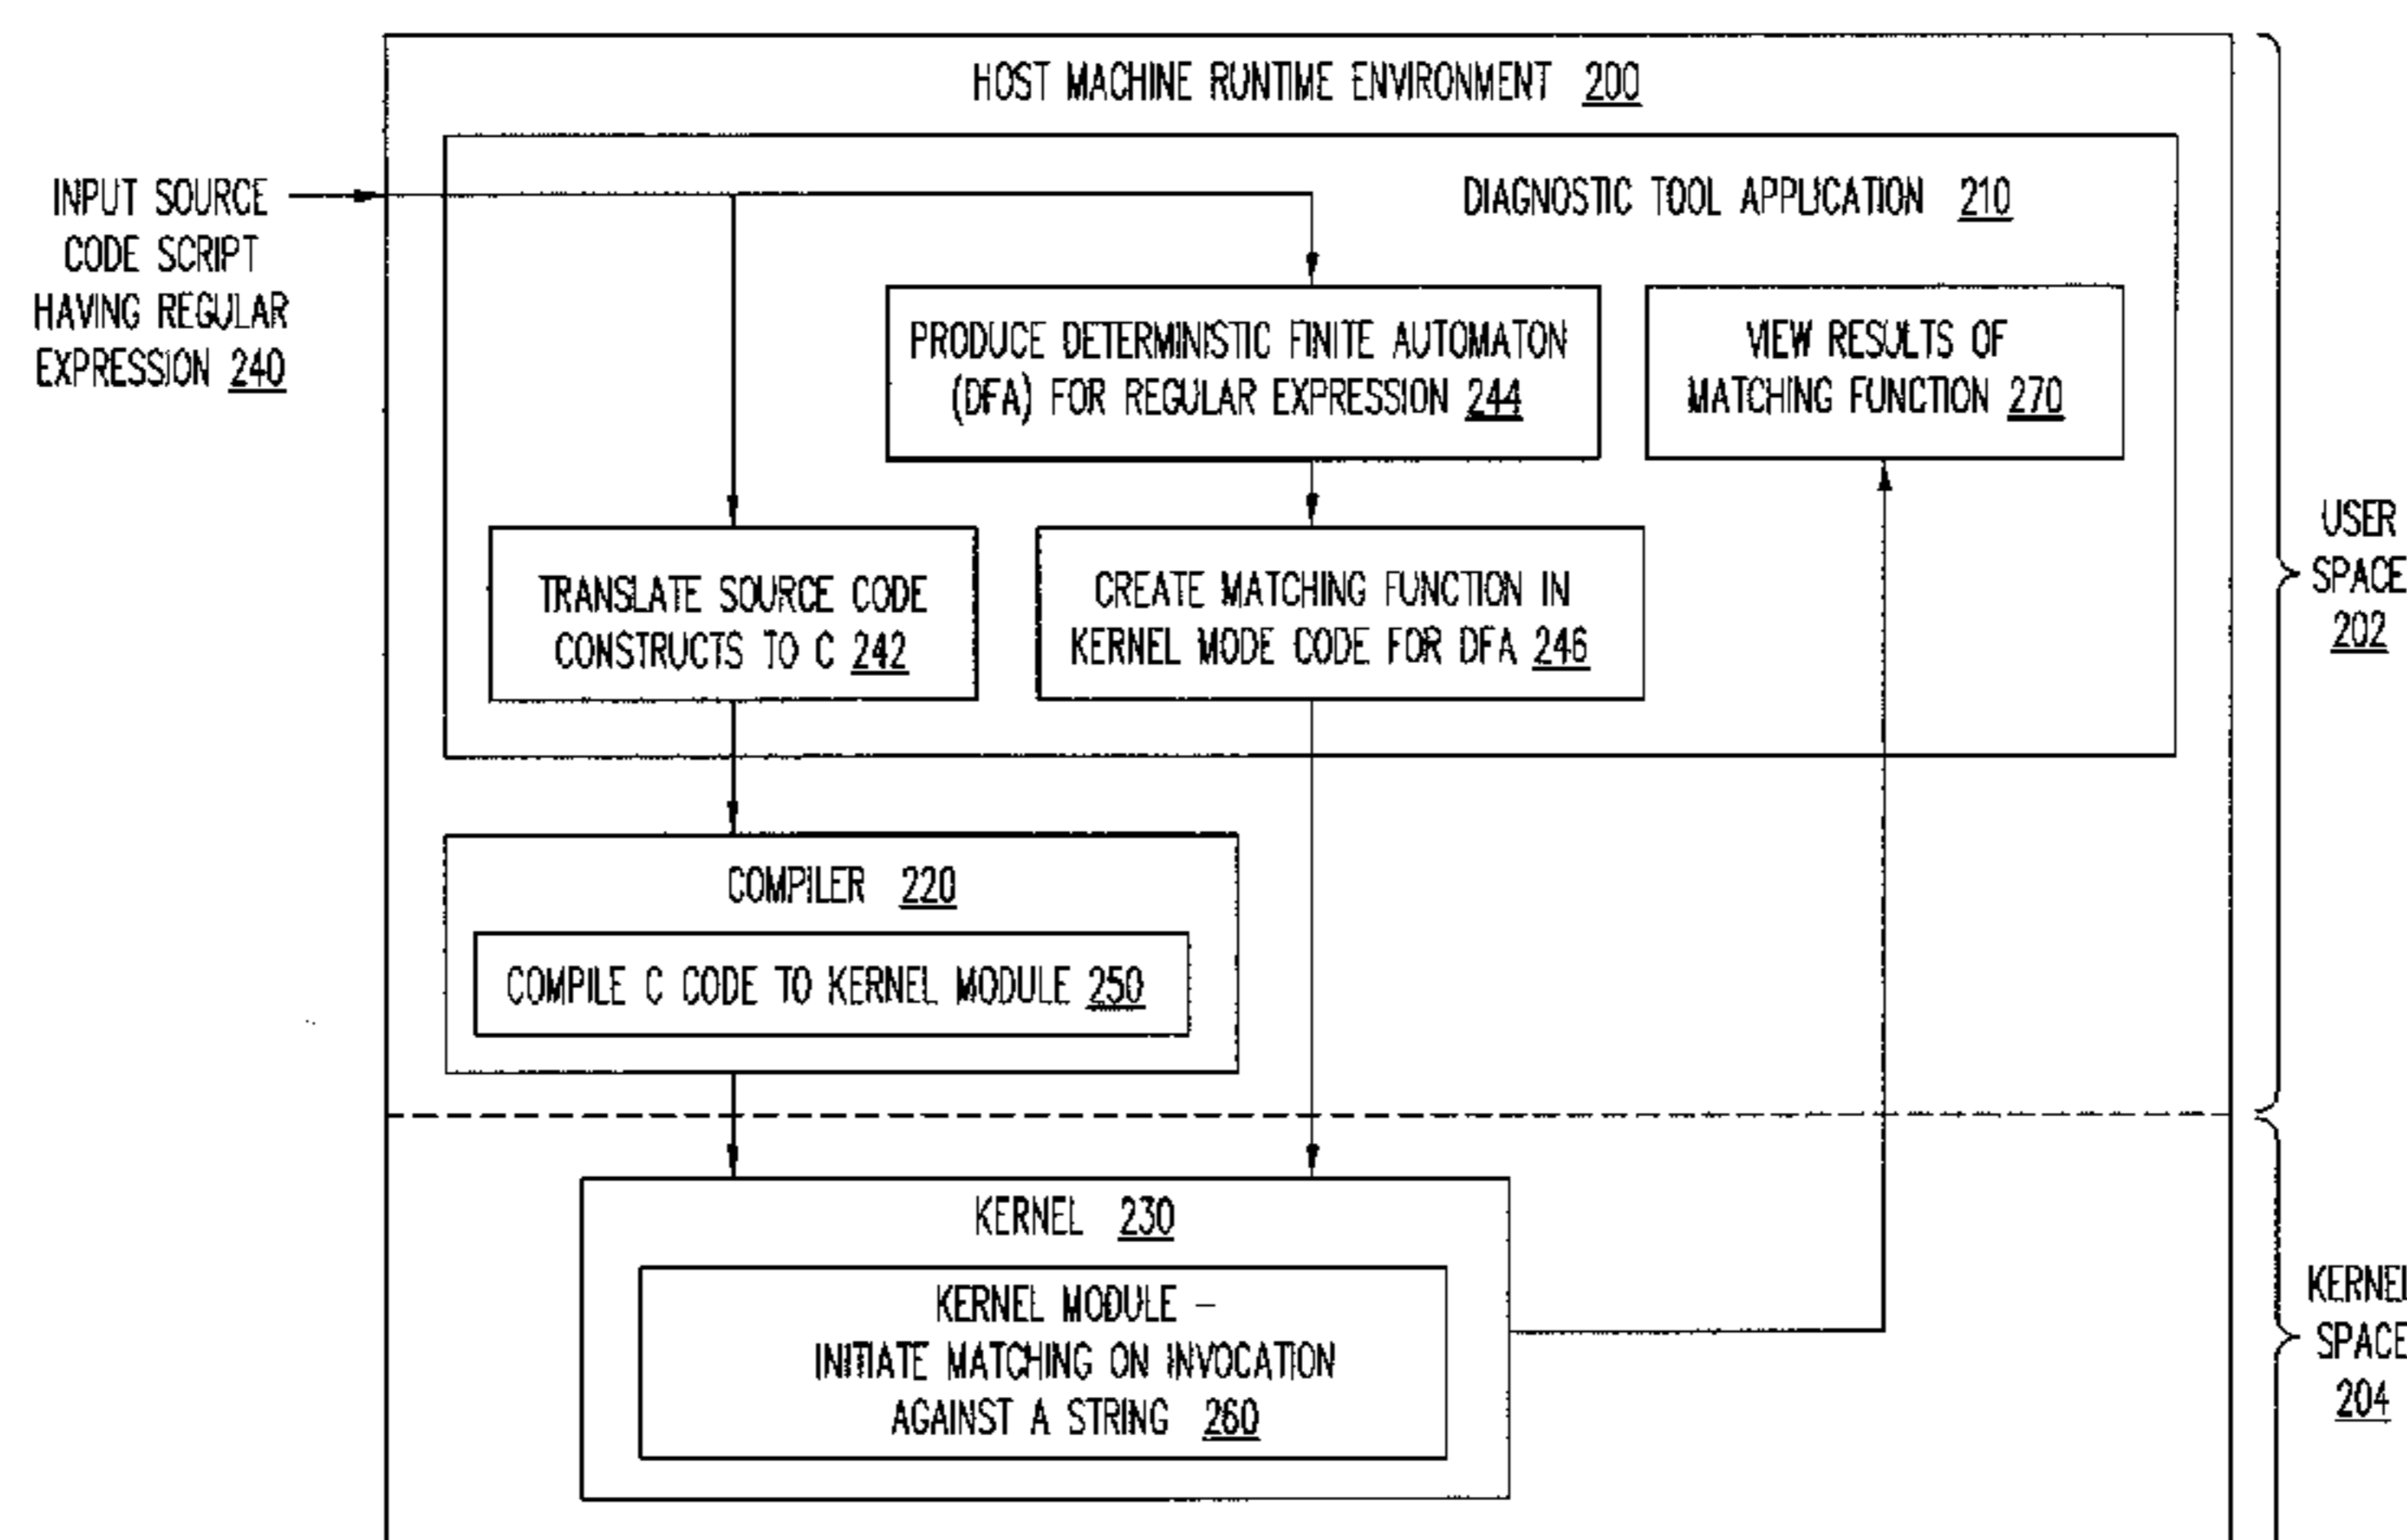 HOST MACHINE RUNTIME ENVIRONMENT 200
INPUT SOURCE
CODE SCRIPT
HAVING REGULAR
EXPRESSION 240
DIAGNOSTIC TOOL APPLICATION 210
PRODUCE DETERMINISTIC FINITE AUTOMATON
(DFA) FOR REGULAR EXPRESSION 244
VIEW RESULTS OF
MATCHING FUNCTION 270
TRANSLATE SOURCE CODE
CONSTRUCTS TO C 242
CREATE MATCHING FUNCTION IN
KERNEL MODE CODE FOR DFA 246
USER
SPACE
202
COMPILER 220
COMPILE C CODE TO KERNEL MODULE 250
KERNEL 230
KERNEL MODULE –
INITIATE MATCHING ON INVOCATION
AGAINST A STRING 260
KERNEL
SPACE
204